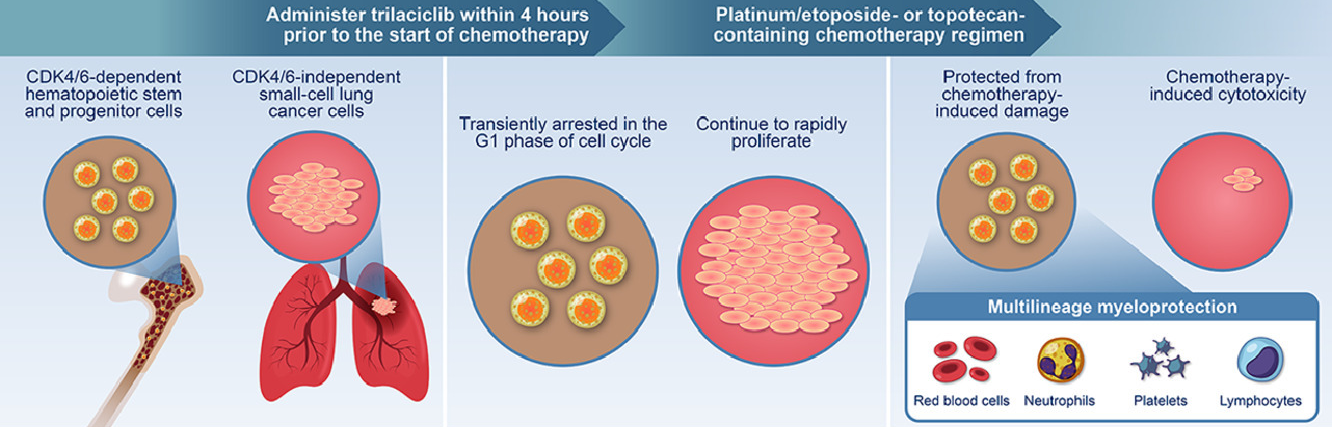 Administer trilaciclib within 4 hours
prior to the start of chemotherapy
Platinum/etoposide- or topotecan-
containing chemotherapy regimen
CDK4/6-dependent
hematopoietic stem
and progenitor cells
CDK4/6-independent
small-cell lung
cancer cells
Transiently arrested in the
G1 phase of cell cycle
Continue to rapidly
proliferate
Protected from
chemotherapy-
induced damage
Chemotherapy-
induced cytotoxicity
Multilineage myeloprotection
Red blood cells
Neutrophils
Platelets
Lymphocytes